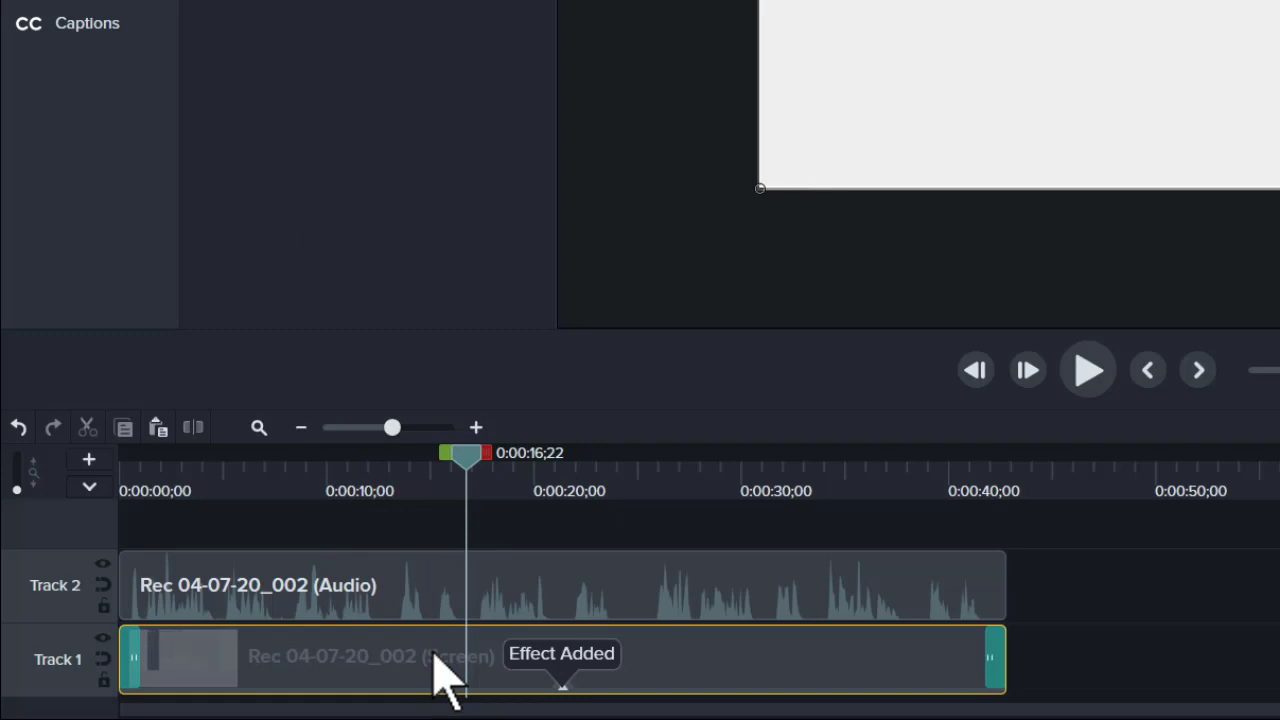 CC Captions
0:00:16;22
0:00:00;00 0:00:10;00 0:00:20;00 0:00:30;00 0:00:40;00 0:00:50;00
Track 2 Rec 04-07-20_002 (Audio)
Track 1 Rec 04-07-20_002 (Screen) Effect Added